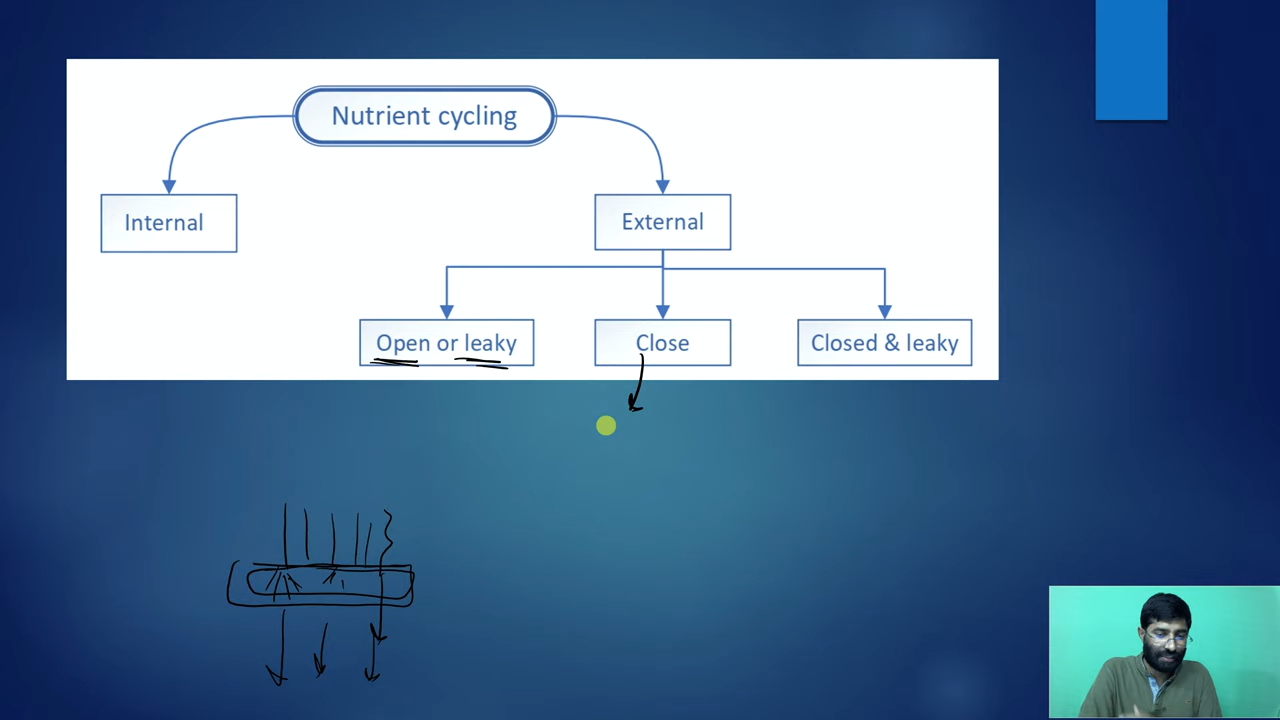 Nutrient cycling
Internal
External
Open or leaky
Close
Closed & leaky